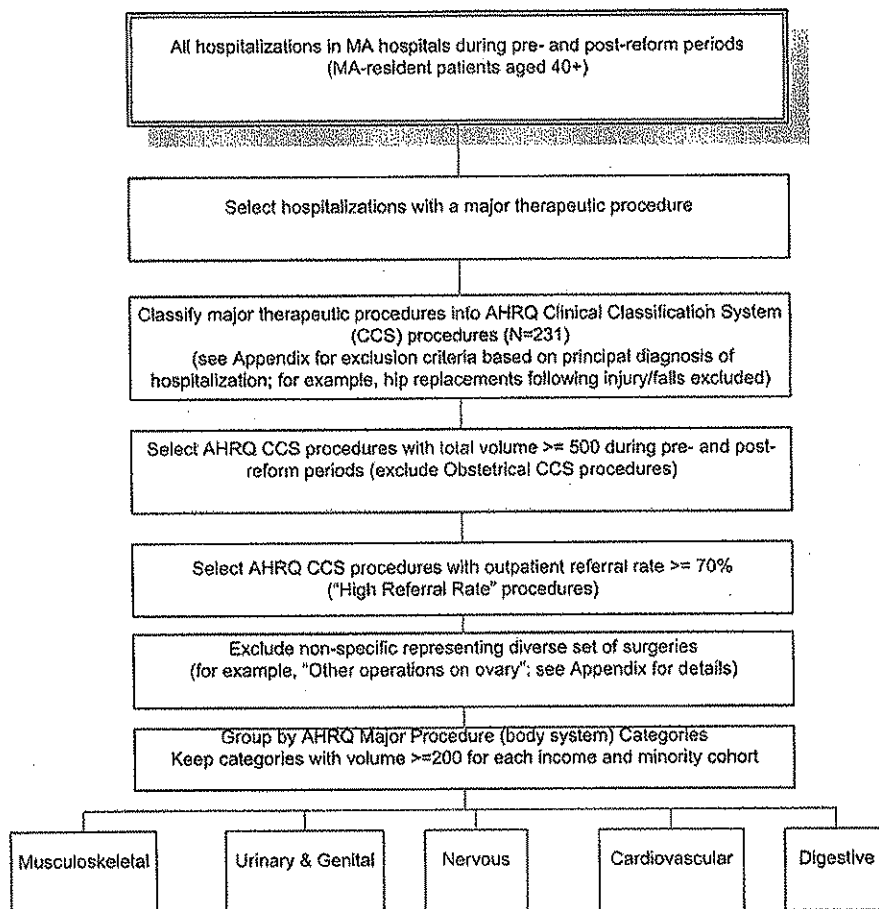 All hospitalizations in MA hospitals during pre- and post-reform periods
(MA-resident patients aged 40+)
Select hospitalizations with a major therapeutic procedure
Classify major therapeutic procedures into AHRQ Clinical Classification System
(CCS) procedures (N=231)
(see Appendix for exclusion criteria based on principal diagnosis of
hospitalization; for example, hip replacements following injury/falls excluded)
Select AHRQ CCS procedures with total volume >= 500 during pre- and post-
reform periods (exclude Obstetrical CCS procedures)
Select AHRQ CCS procedures with outpatient referral rate >= 70%
("High Referral Rate" procedures)
Exclude non-specific representing diverse set of surgeries
(for example, "Other operations on ovary"; see Appendix for details)
Group by AHRQ Major Procedure (body system) Categories
Keep categories with volume >=200 for each income and minority cohort
Musculoskeletal
Urinary & Genital
Nervous
Cardiovascular
Digestive